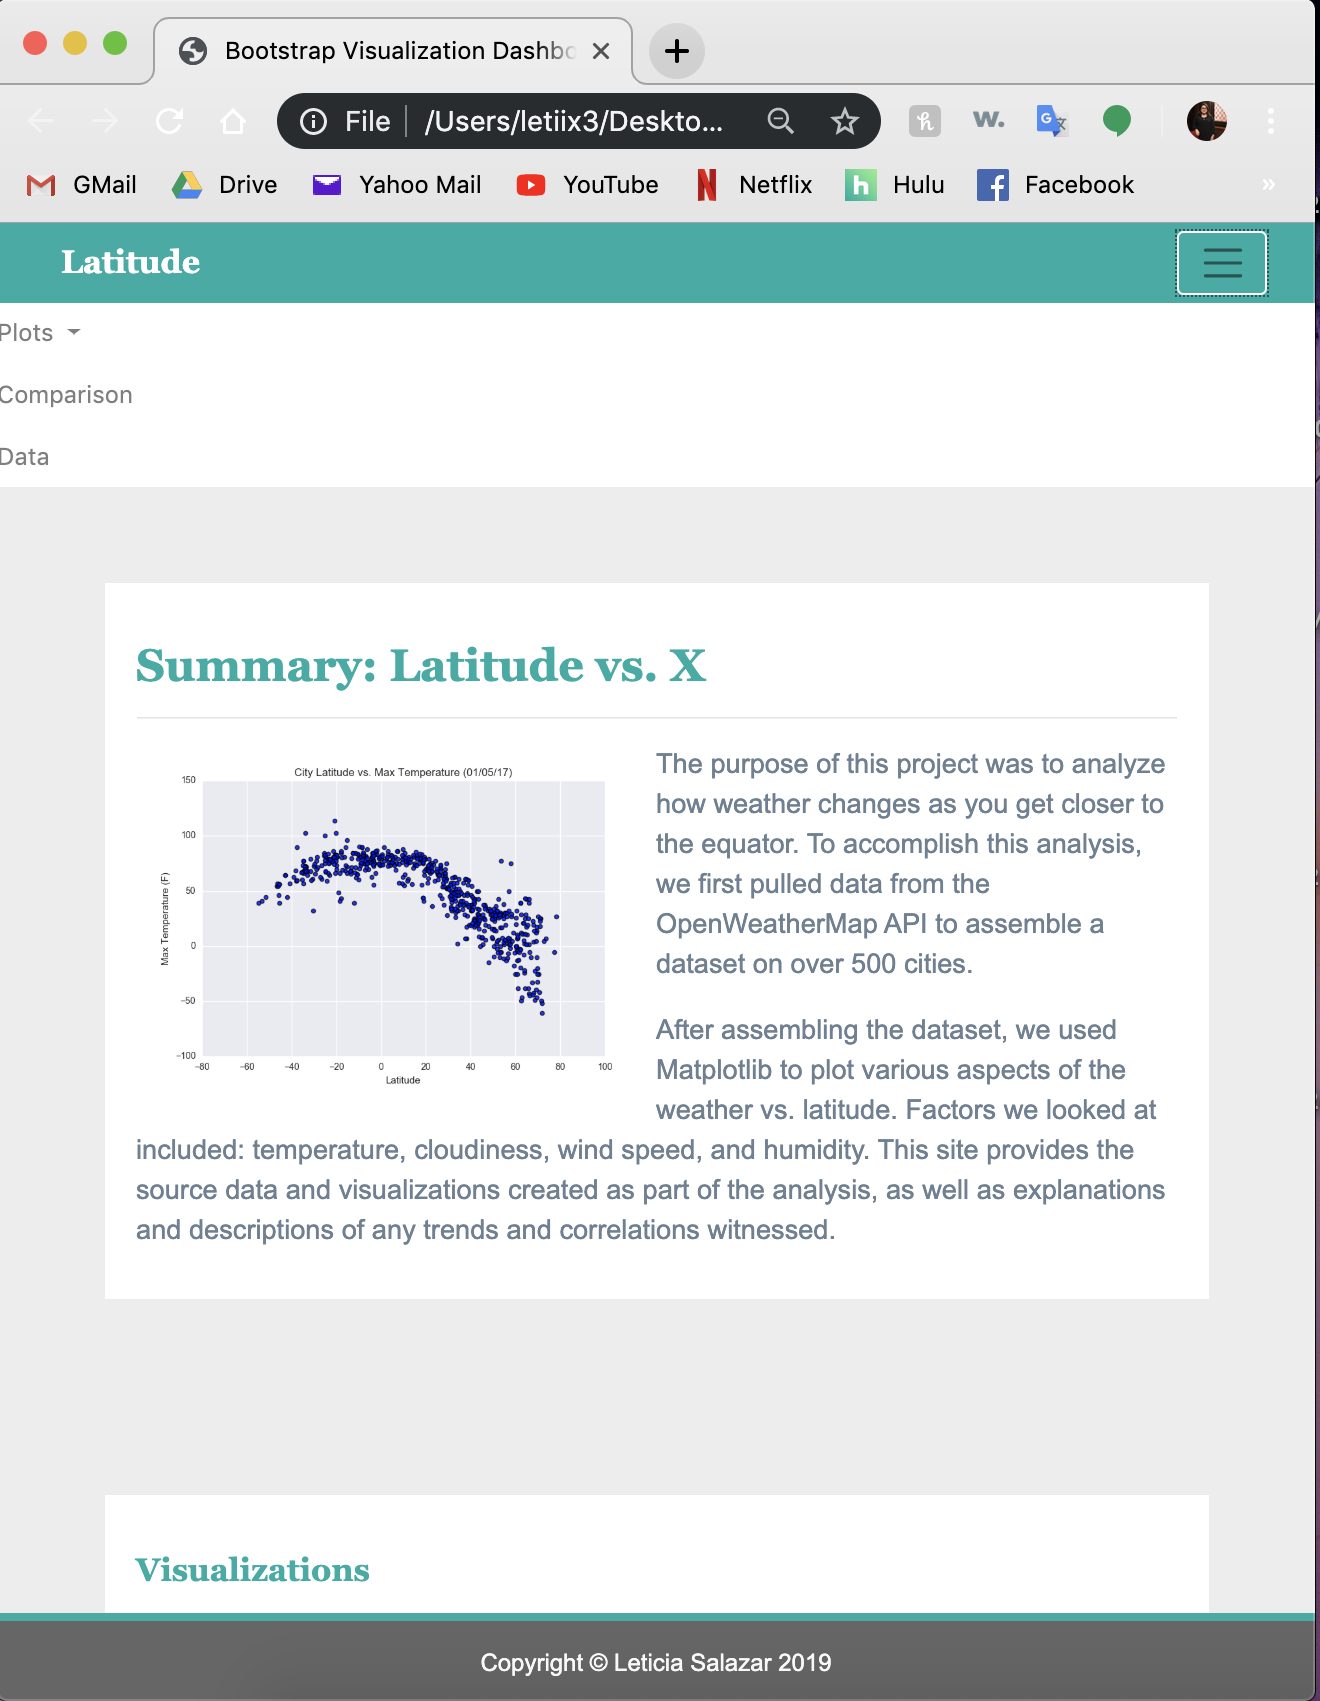 Bootstrap Visualization Dashbo
File
/Users/letiix3/Deskto...
W.
GMail
Drive
Yahoo Mail
YouTube
Netflix
Hulu
Facebook
Latitude
Plots
Comparison
Data
Summary: Latitude vs. X
City Latitude vs. Max Temperature (01/05/17)
150
100
50
0
−50
−100
Max Temperature (F)
−80 −60 −40 −20 0 20 40 60 80 100
Latitude
The purpose of this project was to analyze
how weather changes as you get closer to
the equator. To accomplish this analysis,
we first pulled data from the
OpenWeatherMap API to assemble a
dataset on over 500 cities.
After assembling the dataset, we used
Matplotlib to plot various aspects of the
weather vs. latitude. Factors we looked at
included: temperature, cloudiness, wind speed, and humidity. This site provides the
source data and visualizations created as part of the analysis, as well as explanations
and descriptions of any trends and correlations witnessed.
Visualizations
Copyright © Leticia Salazar 2019